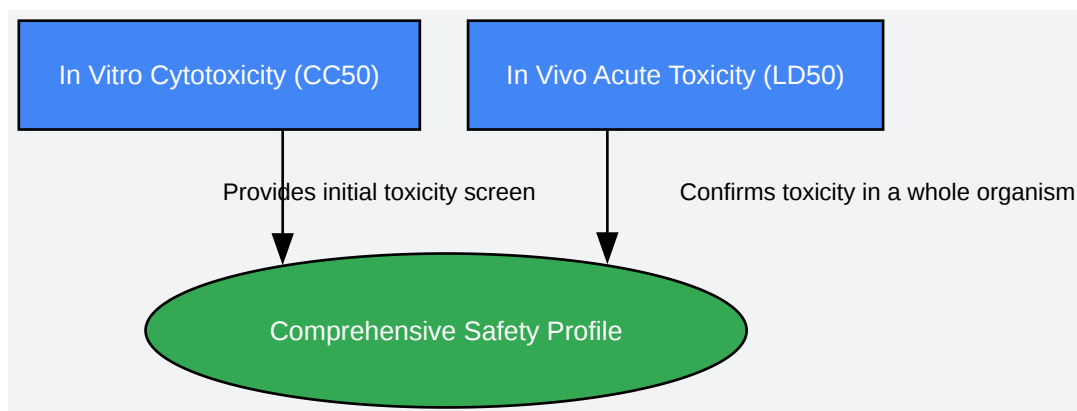 In Vitro Cytotoxicity (CC50)
In Vivo Acute Toxicity (LD50)
Provides initial toxicity screen
Confirms toxicity in a whole organism
Comprehensive Safety Profile